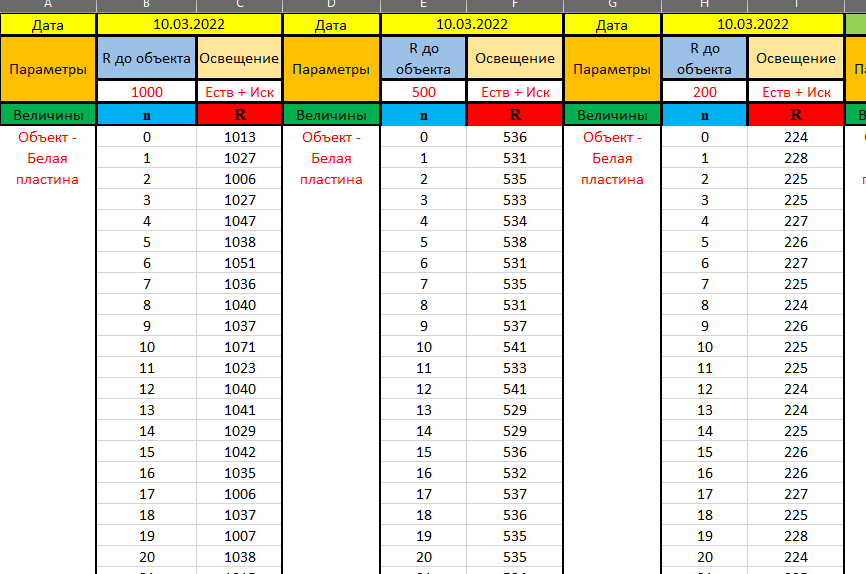 A B C D E F G H I
Дата 10.03.2022 Дата 10.03.2022 Дата 10.03.2022
Параметры R до объекта Освещение Параметры R до объекта Освещение Параметры R до объекта Освещение
1000 Еств + Иск 500 Еств + Иск 200 Еств + Иск
Величины n R Величины n R Величины n R
Объект - 0 1013 Объект - 0 536 Объект - 0 224
Белая 1 1027 Белая 1 531 Белая 1 228
пластина 2 1006 пластина 2 535 пластина 2 225
3 1027 3 533 3 225
4 1047 4 534 4 227
5 1038 5 538 5 226
6 1051 6 531 6 227
7 1036 7 535 7 225
8 1040 8 531 8 224
9 1037 9 537 9 226
10 1071 10 541 10 225
11 1023 11 533 11 225
12 1040 12 541 12 224
13 1041 13 529 13 224
14 1029 14 529 14 225
15 1042 15 536 15 226
16 1035 16 532 16 226
17 1006 17 537 17 227
18 1037 18 536 18 225
19 1007 19 535 19 228
20 1038 20 535 20 224